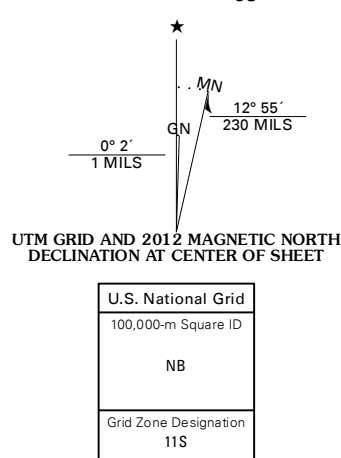 ★
MN
GN
12° 55´
230 MILS
0° 2´
1 MILS
UTM GRID AND 2012 MAGNETIC NORTH
DECLINATION AT CENTER OF SHEET
U.S. National Grid
100,000-m Square ID
NB
Grid Zone Designation
11S